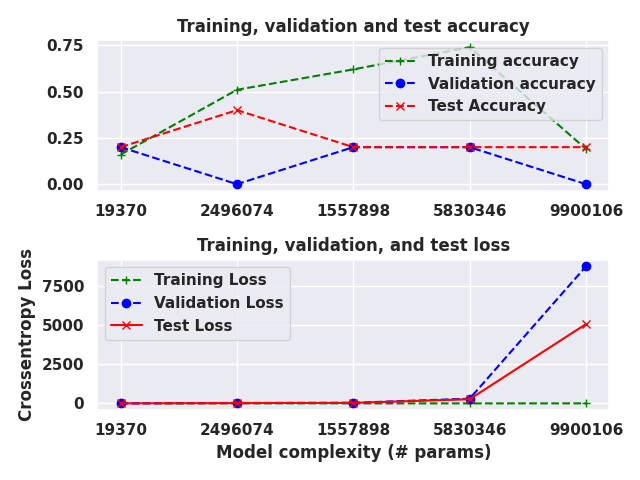 Training, validation and test accuracy
0.75
0.50
0.25
0.00
Training accuracy
Validation accuracy
Test Accuracy
19370 2496074 1557898 5830346 9900106
Training, validation, and test loss
Crossentropy Loss
7500
5000
2500
0
Training Loss
Validation Loss
Test Loss
19370 2496074 1557898 5830346 9900106
Model complexity (# params)